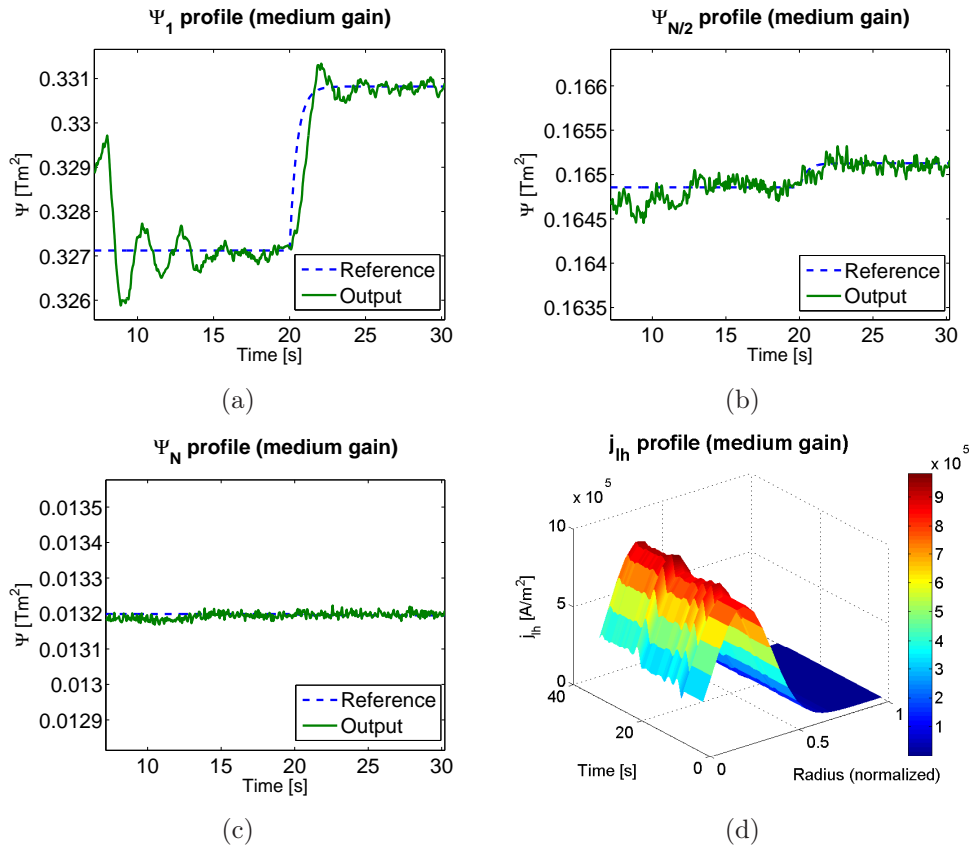 Ψ1 profile (medium gain)
0.331
0.33
0.329
0.328
0.327
0.326
Ψ [Tm2]
10 15 20 25 30
Time [s]
Reference
Output
(a)
ΨN/2 profile (medium gain)
0.166
0.1655
0.165
0.1645
0.164
0.1635
Ψ [Tm2]
10 15 20 25 30
Time [s]
Reference
Output
(b)
ΨN profile (medium gain)
0.0135
0.0134
0.0133
0.0132
0.0131
0.013
0.0129
Ψ [Tm2]
10 15 20 25 30
Time [s]
Reference
Output
(c)
jlh profile (medium gain)
x 10 5
10
5
0
jlh [A/m2]
40
20
0
Time [s]
0
0.5
1
Radius (normalized)
x 10 5
9
8
7
6
5
4
3
2
1
(d)